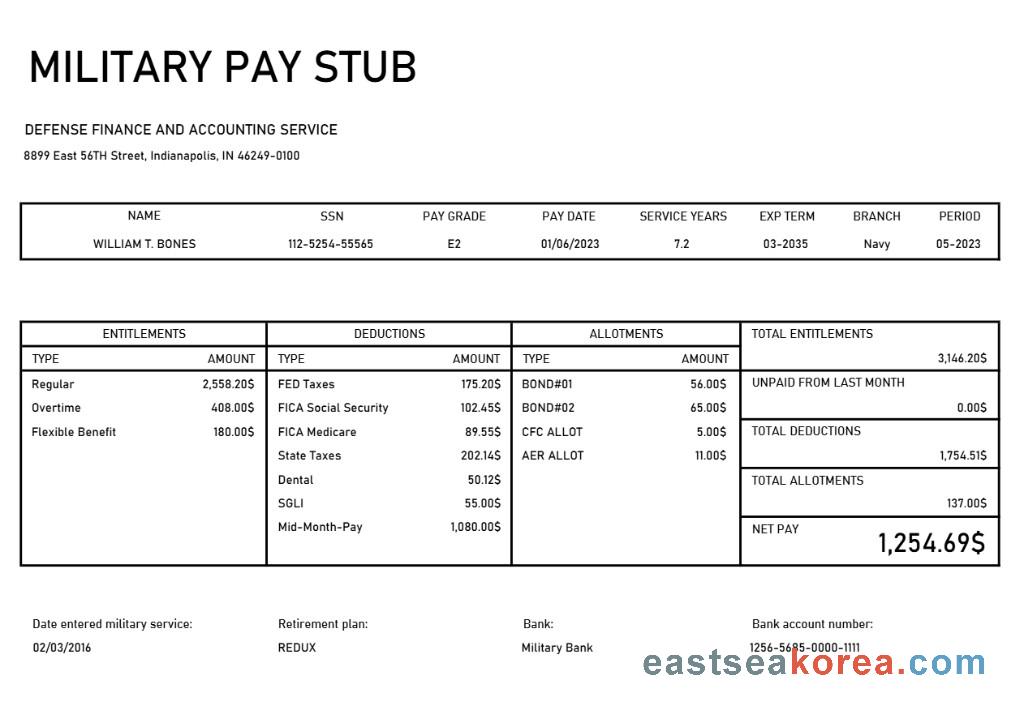 MILITARY PAY STUB
DEFENSE FINANCE AND ACCOUNTING SERVICE
8899 East 56TH Street, Indianapolis, IN 46249-0100
NAME SSN PAY GRADE PAY DATE SERVICE YEARS EXP TERM BRANCH PERIOD
WILLIAM T. BONES 112-5254-55565 E2 01/06/2023 7.2 03-2035 Navy 05-2023
ENTITLEMENTS DEDUCTIONS ALLOTMENTS TOTAL ENTITLEMENTS
TYPE AMOUNT TYPE AMOUNT TYPE AMOUNT 3,146.20$
Regular 2,558.20$ FED Taxes 175.20$ BOND#01 56.00$ UNPAID FROM LAST MONTH
Overtime 408.00$ FICA Social Security 102.45$ BOND#02 65.00$ 0.00$
Flexible Benefit 180.00$ FICA Medicare 89.55$ CFC ALLOT 5.00$ TOTAL DEDUCTIONS
State Taxes 202.14$ AER ALLOT 11.00$ 1,754.51$
Dental 50.12$ TOTAL ALLOTMENTS
SGLI 55.00$ 137.00$
Mid-Month-Pay 1,080.00$ NET PAY
1,254.69$
Date entered military service: Retirement plan: Bank: Bank account number:
02/03/2016 REDUX Military Bank 1256-5685-0000-1111
eastseakorea.com